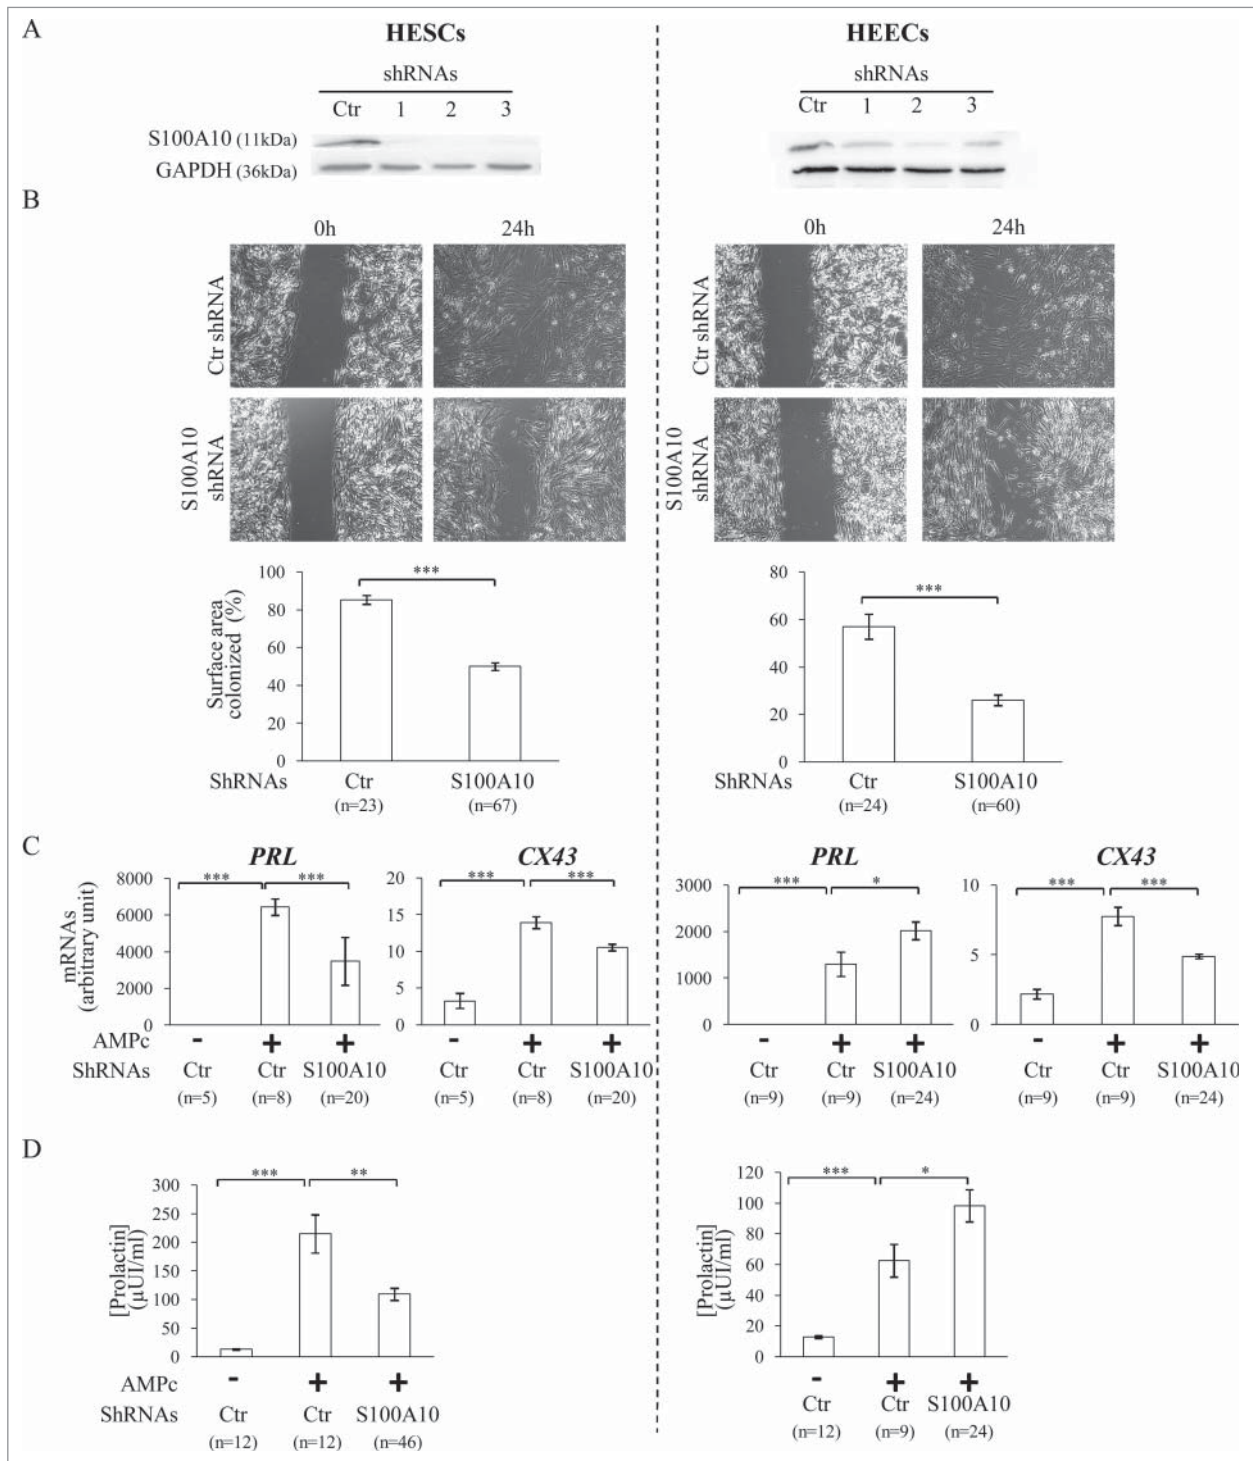 A
HESCs
HEECs
shRNAs
shRNAs
Ctr 1 2 3
Ctr 1 2 3
S100A10 (11kDa)
GAPDH (36kDa)
B
0h 24h
0h 24h
Ctr shRNA
Ctr shRNA
S100A10
shRNA
S100A10
shRNA
Surface area
colonized (%)
100
80
60
40
20
0
***
ShRNAs Ctr S100A10
(n=23) (n=67)
80
60
40
20
0
***
ShRNAs Ctr S100A10
(n=24) (n=60)
C
PRL
mRNAs
(arbitrary unit)
8000
6000
4000
2000
0
*** ***
CX43
20
15
10
5
0
*** ***
PRL
3000
2000
1000
0
*** *
CX43
10
5
0
*** ***
AMPc - + + - + + - + + - + +
ShRNAs Ctr Ctr S100A10 Ctr Ctr S100A10 Ctr Ctr S100A10 Ctr Ctr S100A10
(n=5) (n=8) (n=20) (n=5) (n=8) (n=20) (n=9) (n=9) (n=24) (n=9) (n=9) (n=24)
D
[Prolactin]
(µUI/ml)
300
250
200
150
100
50
0
*** **
AMPc - + +
ShRNAs Ctr Ctr S100A10
(n=12) (n=12) (n=46)
[Prolactin]
(µUI/ml)
120
100
80
60
40
20
0
*** *
- + +
Ctr Ctr S100A10
(n=12) (n=9) (n=24)